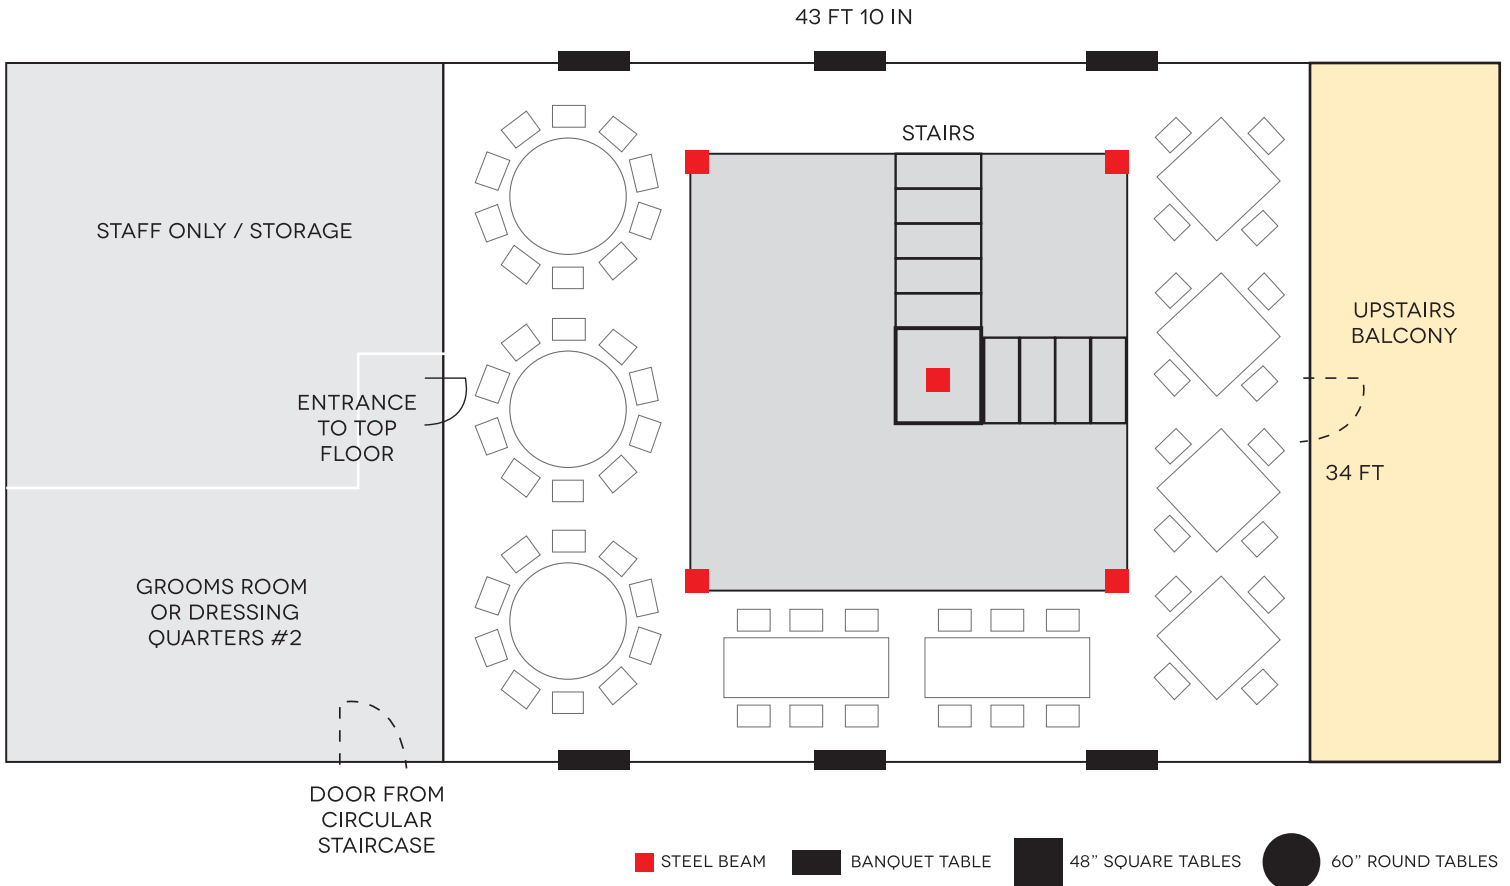 43 FT 10 IN
STAIRS
STAFF ONLY / STORAGE
UPSTAIRS
BALCONY
ENTRANCE
TO TOP
FLOOR
34 FT
GROOMS ROOM
OR DRESSING
QUARTERS #2
DOOR FROM
CIRCULAR
STAIRCASE
STEEL BEAM
BANQUET TABLE
48” SQUARE TABLES
60” ROUND TABLES